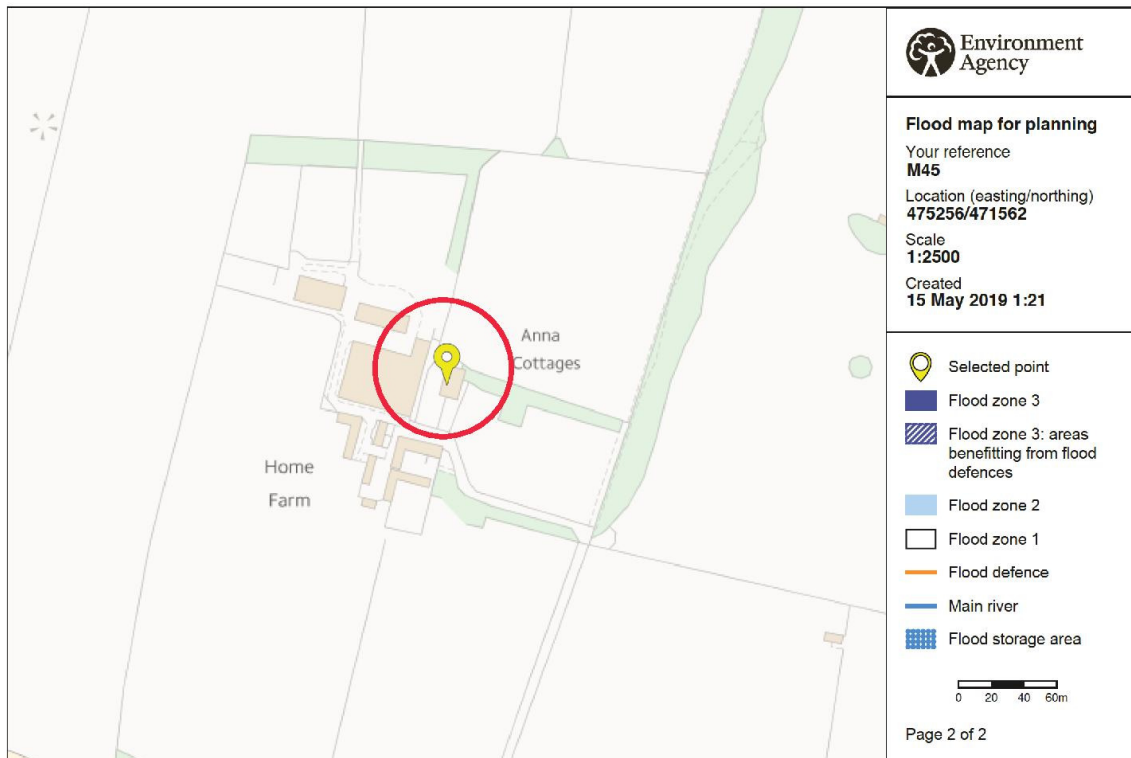 Anna
Cottages
Home
Farm
Environment
Agency
Flood map for planning
Your reference
M45
Location (easting/northing)
475256/471562
Scale
1:2500
Created
15 May 2019 1:21
Selected point
Flood zone 3
Flood zone 3: areas
benefitting from flood
defences
Flood zone 2
Flood zone 1
Flood defence
Main river
Flood storage area
0 20 40 60m
Page 2 of 2